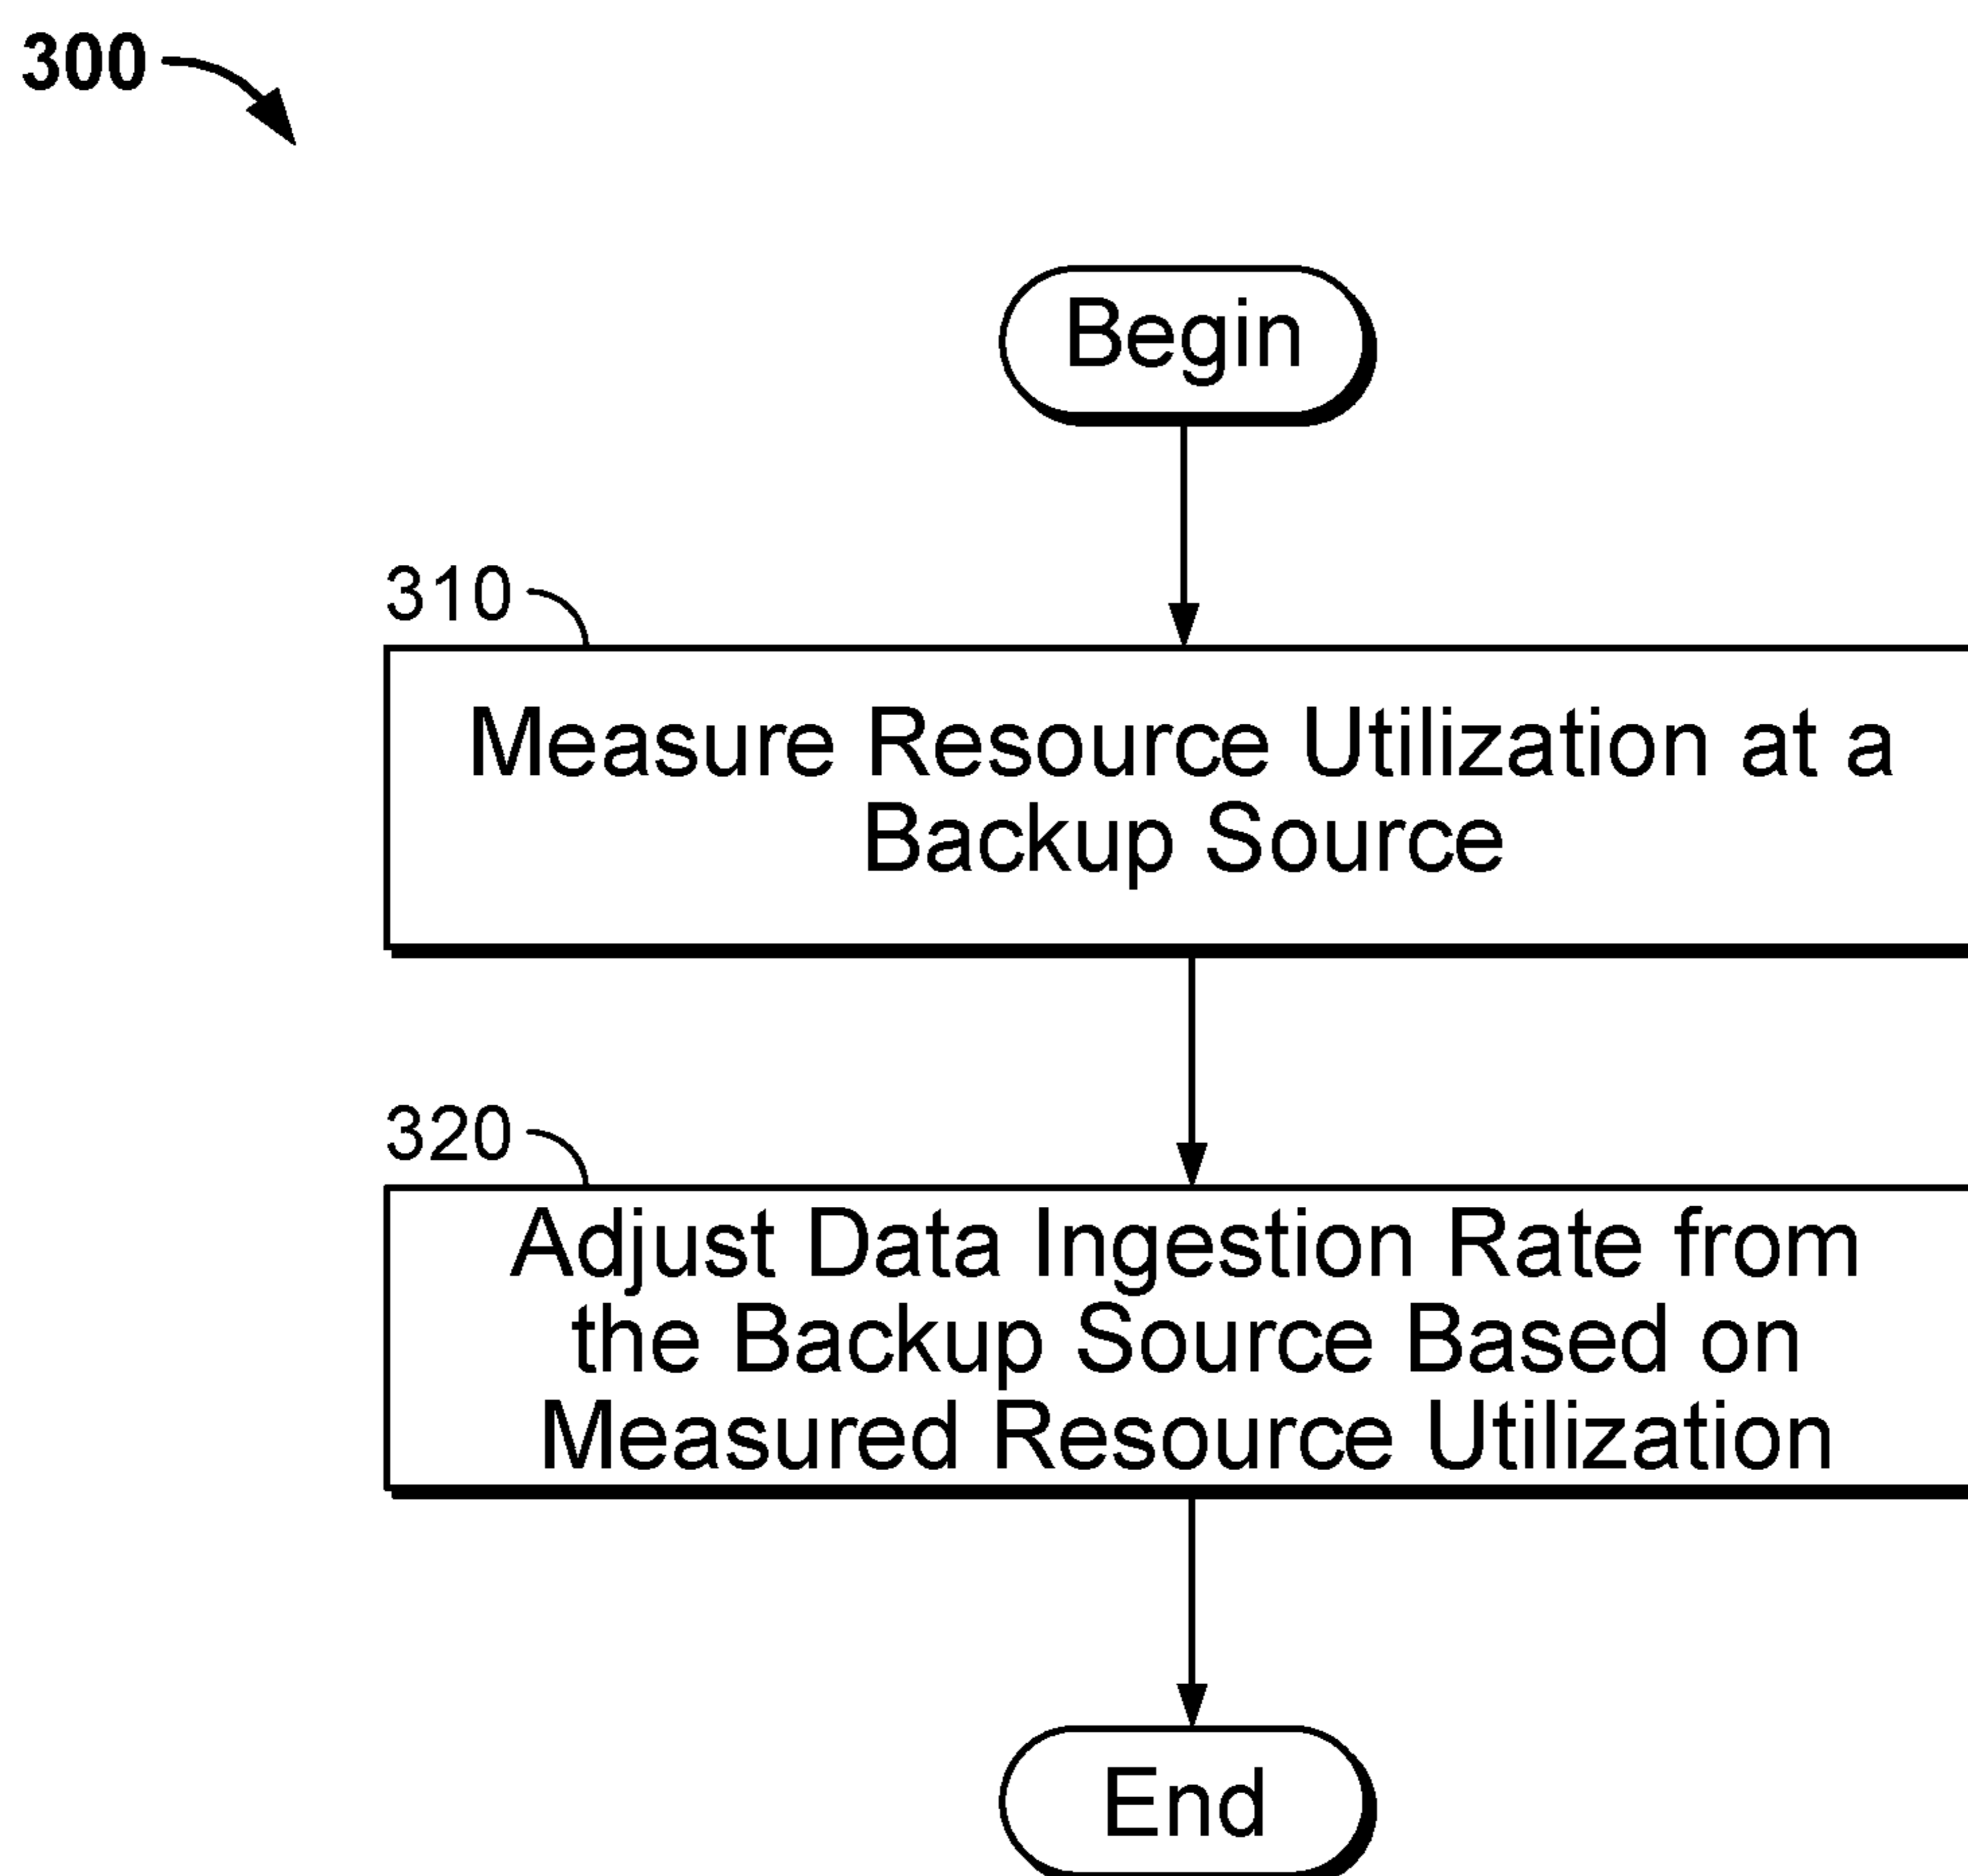 300
Begin
310
Measure Resource Utilization at a
Backup Source
320
Adjust Data Ingestion Rate from
the Backup Source Based on
Measured Resource Utilization
End